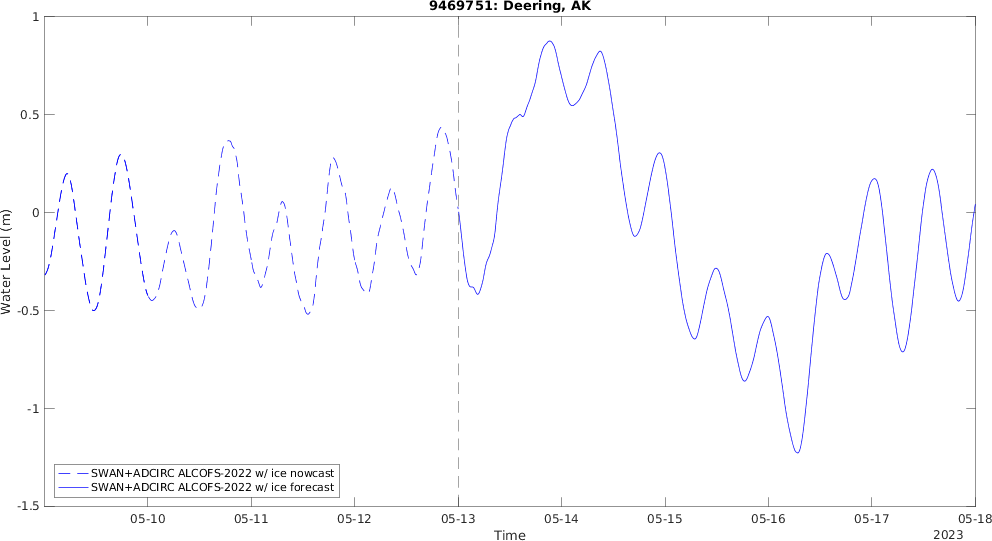 9469751: Deering, AK
Water Level (m)
1
0.5
0
-0.5
-1
-1.5
SWAN+ADCIRC ALCOFS-2022 w/ ice nowcast
SWAN+ADCIRC ALCOFS-2022 w/ ice forecast
05-10 05-11 05-12 05-13 05-14 05-15 05-16 05-17 05-18
Time
2023